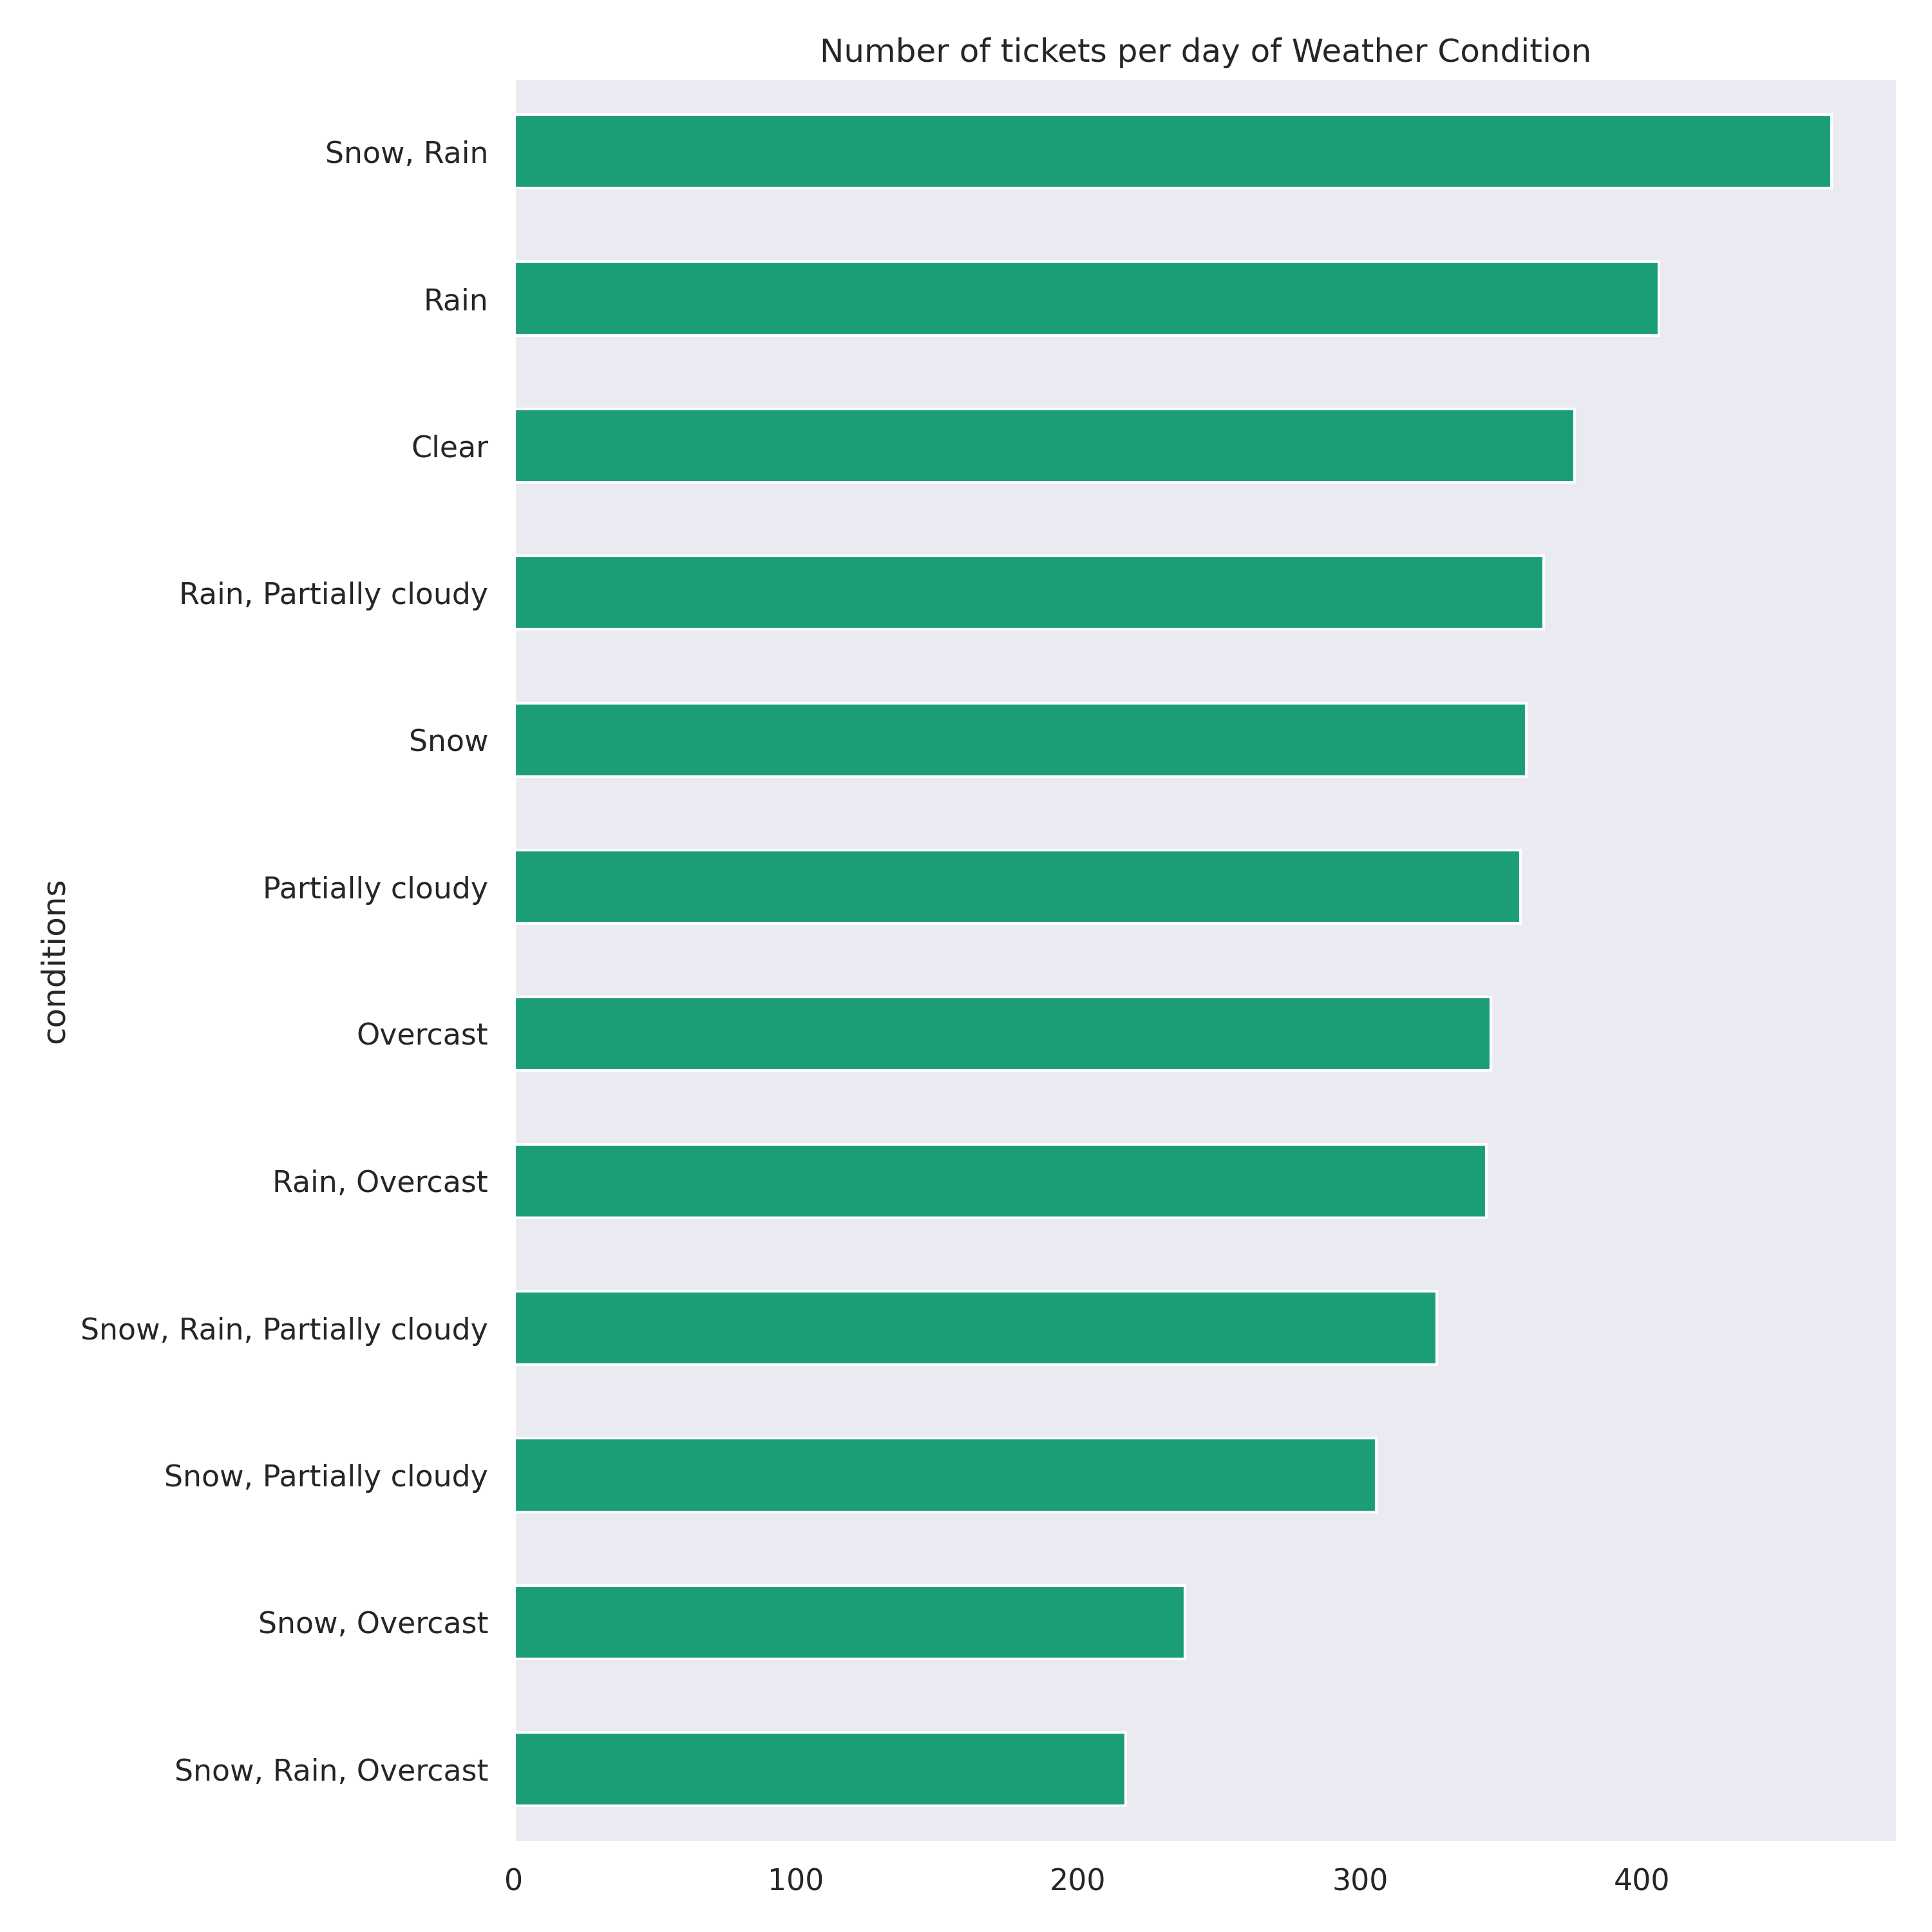 Number of tickets per day of Weather Condition
Snow, Rain
Rain
Clear
Rain, Partially cloudy
Snow
Partially cloudy
Overcast
Rain, Overcast
Snow, Rain, Partially cloudy
Snow, Partially cloudy
Snow, Overcast
Snow, Rain, Overcast
conditions
0 100 200 300 400